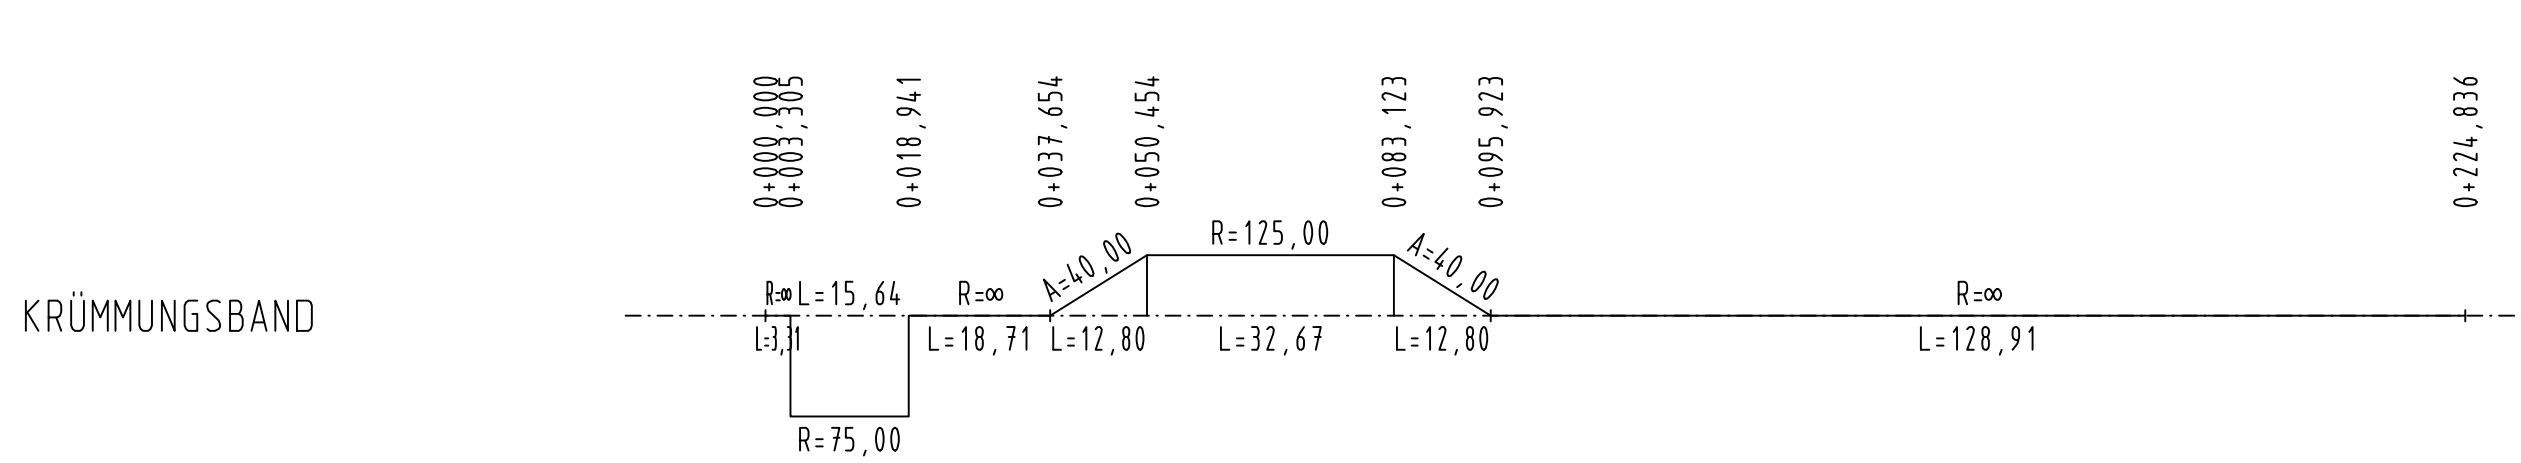 0+000,000
0+003,305
0+018,941
0+037,654
0+050,454
0+083,123
0+095,923
0+224,836
R=125,00
A=40,00
A=40,00
KRÜMMUNGSBAND
R=∞
L=15,64
R=∞
R=∞
L=3,31
L=18,71
L=12,80
L=32,67
L=12,80
L=128,91
R=75,00